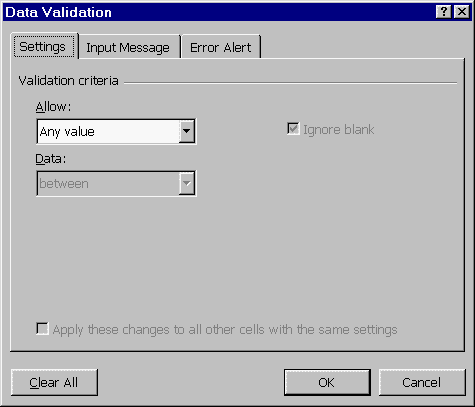 Data Validation
Settings Input Message Error Alert
Validation criteria
Allow:
Any value Ignore blank
Data:
between
Apply these changes to all other cells with the same settings
Clear All OK Cancel